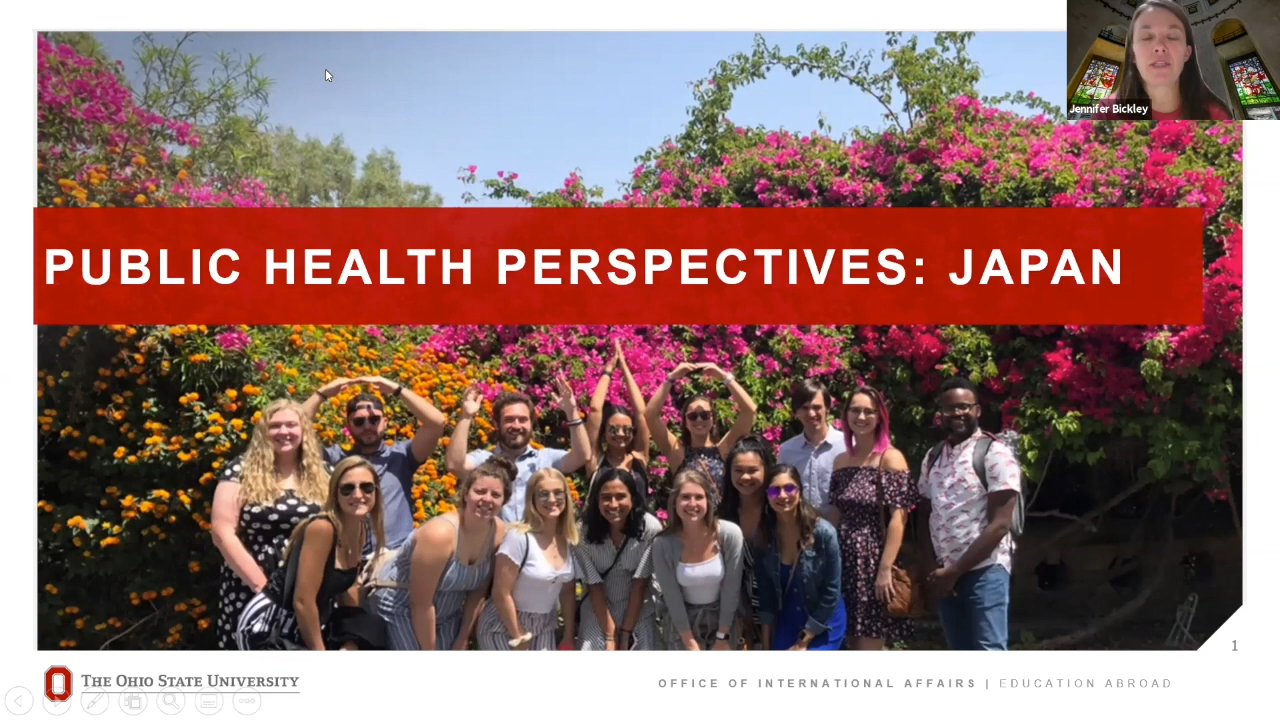 Jennifer Bickley
PUBLIC HEALTH PERSPECTIVES: JAPAN
1
THE OHIO STATE UNIVERSITY
OFFICE OF INTERNATIONAL AFFAIRS | EDUCATION ABROAD